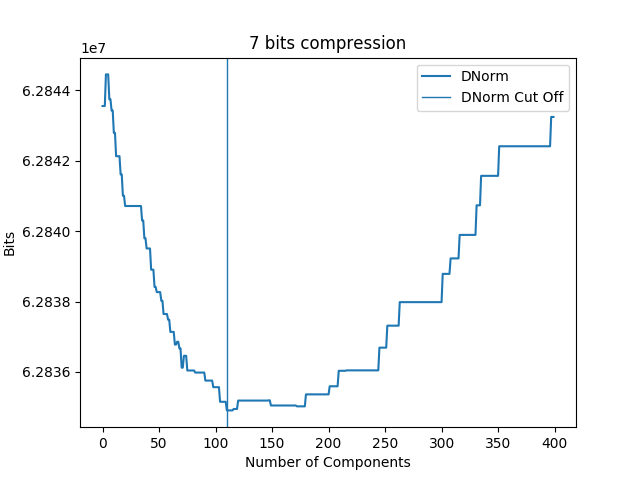 7 bits compression
1e7
DNorm
DNorm Cut Off
6.2844
6.2842
6.2840
6.2838
6.2836
Bits
0 50 100 150 200 250 300 350 400
Number of Components